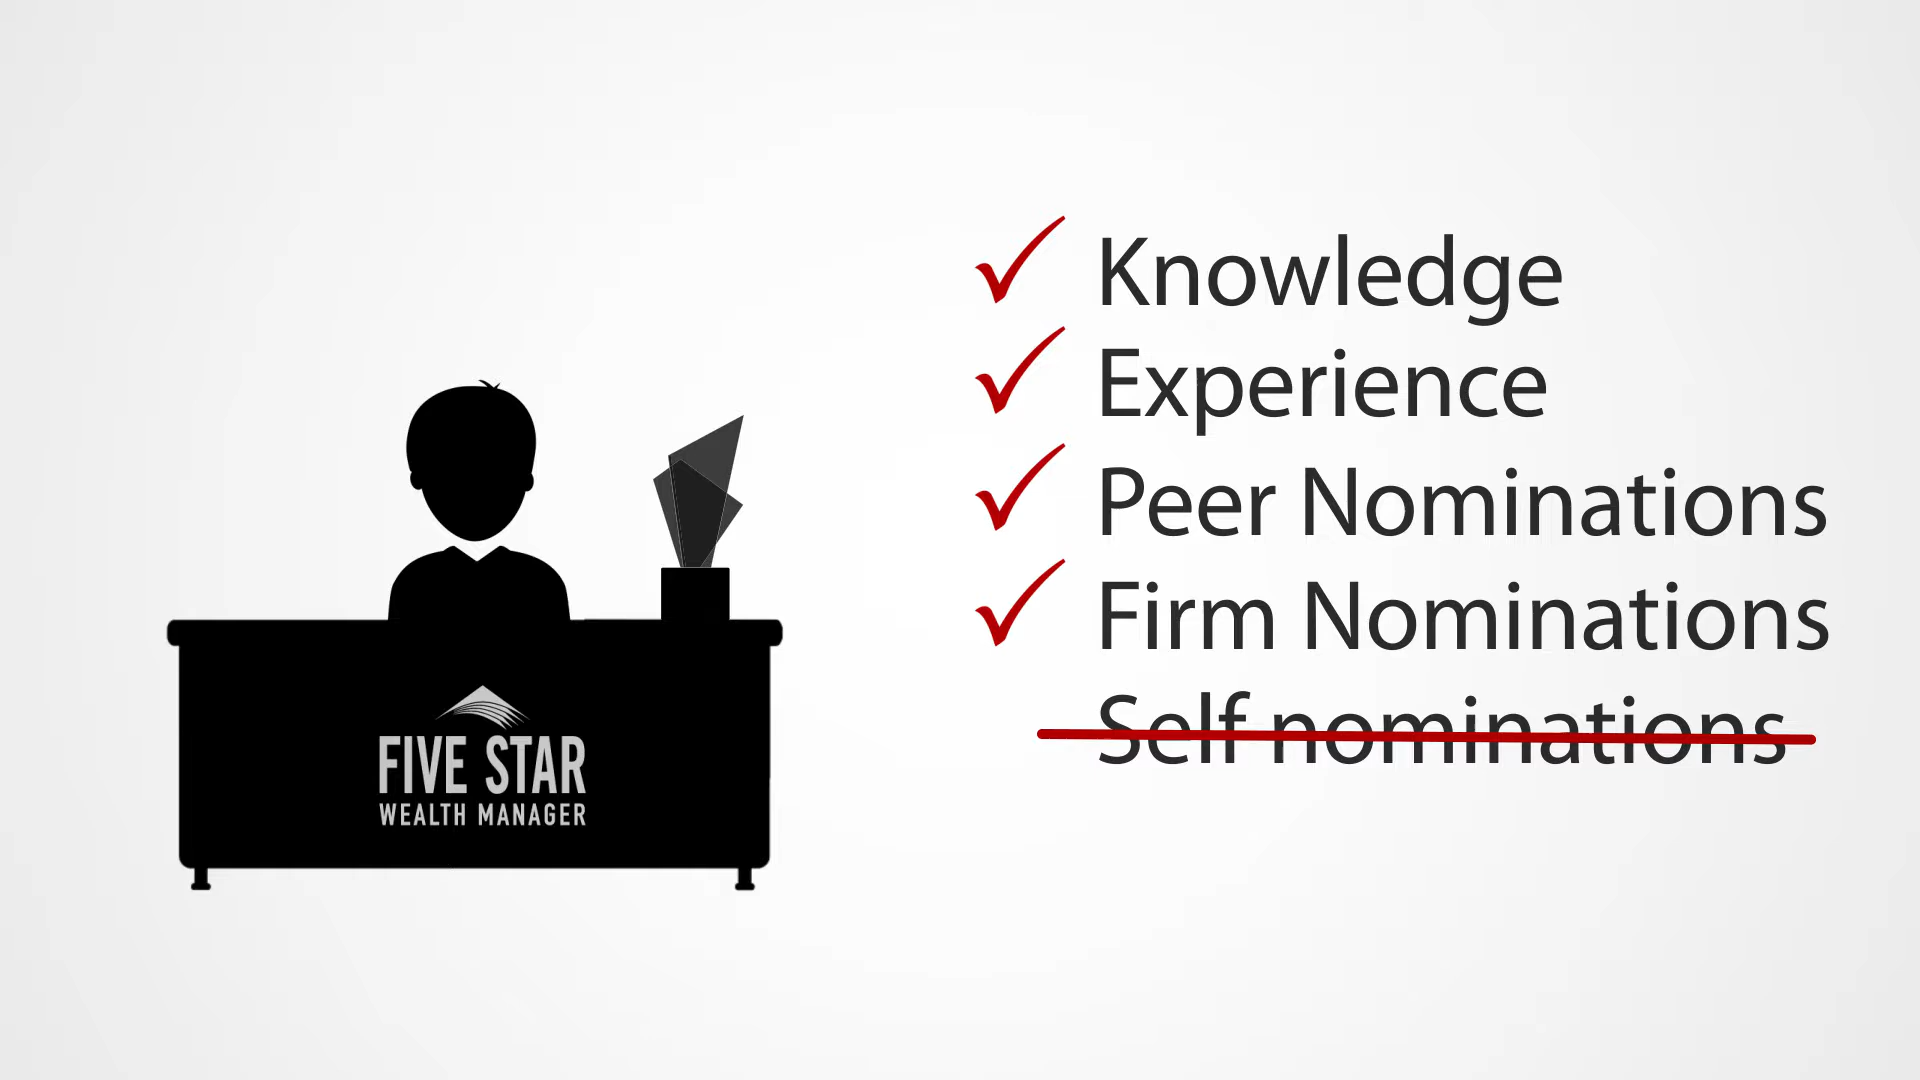 Knowledge
Experience
Peer Nominations
Firm Nominations
Self nominations
FIVE STAR
WEALTH MANAGER